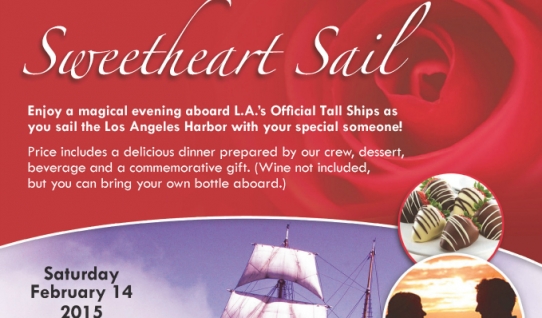 Sweetheart Sail
Enjoy a magical evening aboard L.A.'s Official Tall Ships as
you sail the Los Angeles Harbor with your special someone!
Price includes a delicious dinner prepared by our crew, dessert,
beverage and a commemorative gift. (Wine not included,
but you can bring your own bottle aboard.)
Saturday
February 14
2015